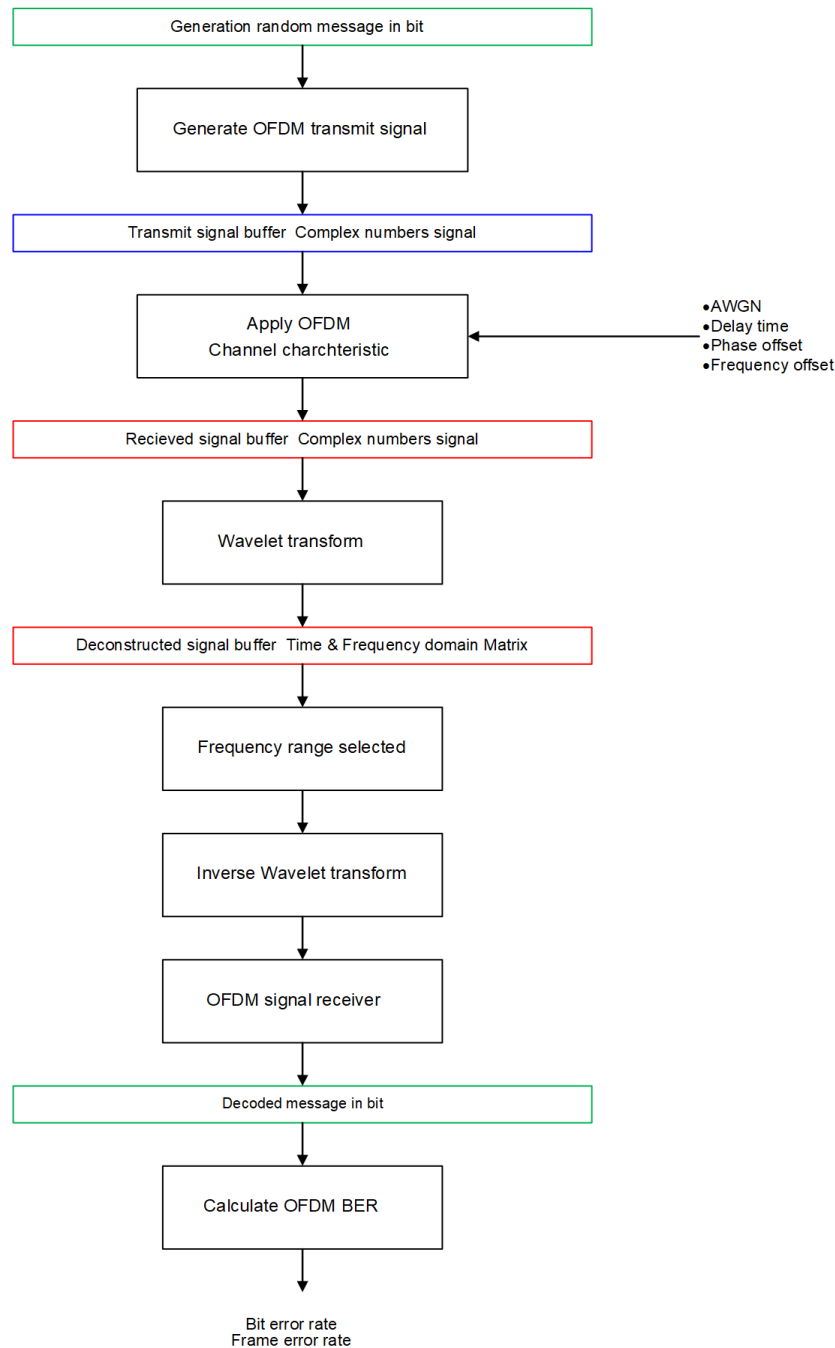 Generation random message in bit
Generate OFDM transmit signal
Transmit signal buffer  Complex numbers signal
Apply OFDM
Channel charchteristic
●AWGN
●Delay time
●Phase offset
●Frequency offset
Recieved signal buffer  Complex numbers signal
Wavelet transform
Deconstructed signal buffer  Time & Frequency domain Matrix
Frequency range selected
Inverse Wavelet transform
OFDM signal receiver
Decoded message in bit
Calculate OFDM BER
Bit error rate
Frame error rate